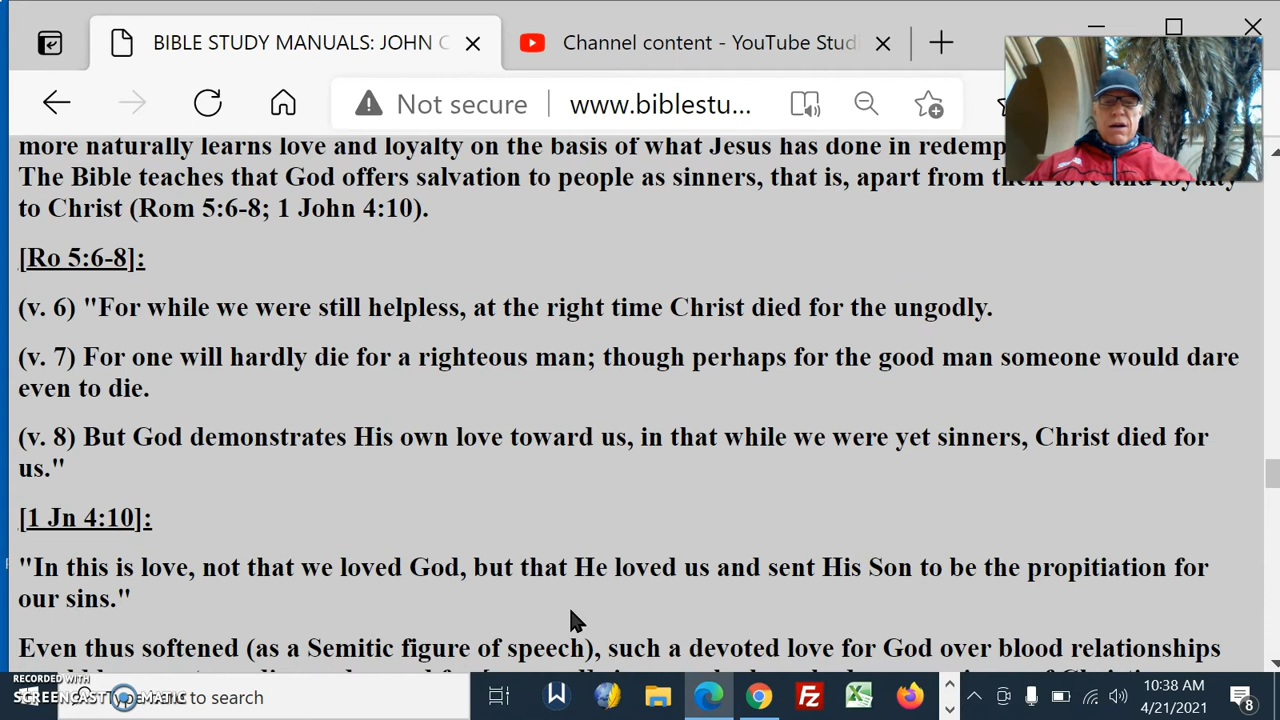 BIBLE STUDY MANUALS: JOHN C
Channel content - YouTube Studi
Not secure
www.biblestu...
more naturally learns love and loyalty on the basis of what Jesus has done in redemp
The Bible teaches that God offers salvation to people as sinners, that is, apart from their love and loyalty
to Christ (Rom 5:6-8; 1 John 4:10).
[Ro 5:6-8]:
(v. 6) "For while we were still helpless, at the right time Christ died for the ungodly.
(v. 7) For one will hardly die for a righteous man; though perhaps for the good man someone would dare
even to die.
(v. 8) But God demonstrates His own love toward us, in that while we were yet sinners, Christ died for
us."
[1 Jn 4:10]:
"In this is love, not that we loved God, but that He loved us and sent His Son to be the propitiation for
our sins."
Even thus softened (as a Semitic figure of speech), such a devoted love for God over blood relationships
RECORDED WITH
SCREENCAST MATIC
Type here to search
W
10:38 AM
4/21/2021
8